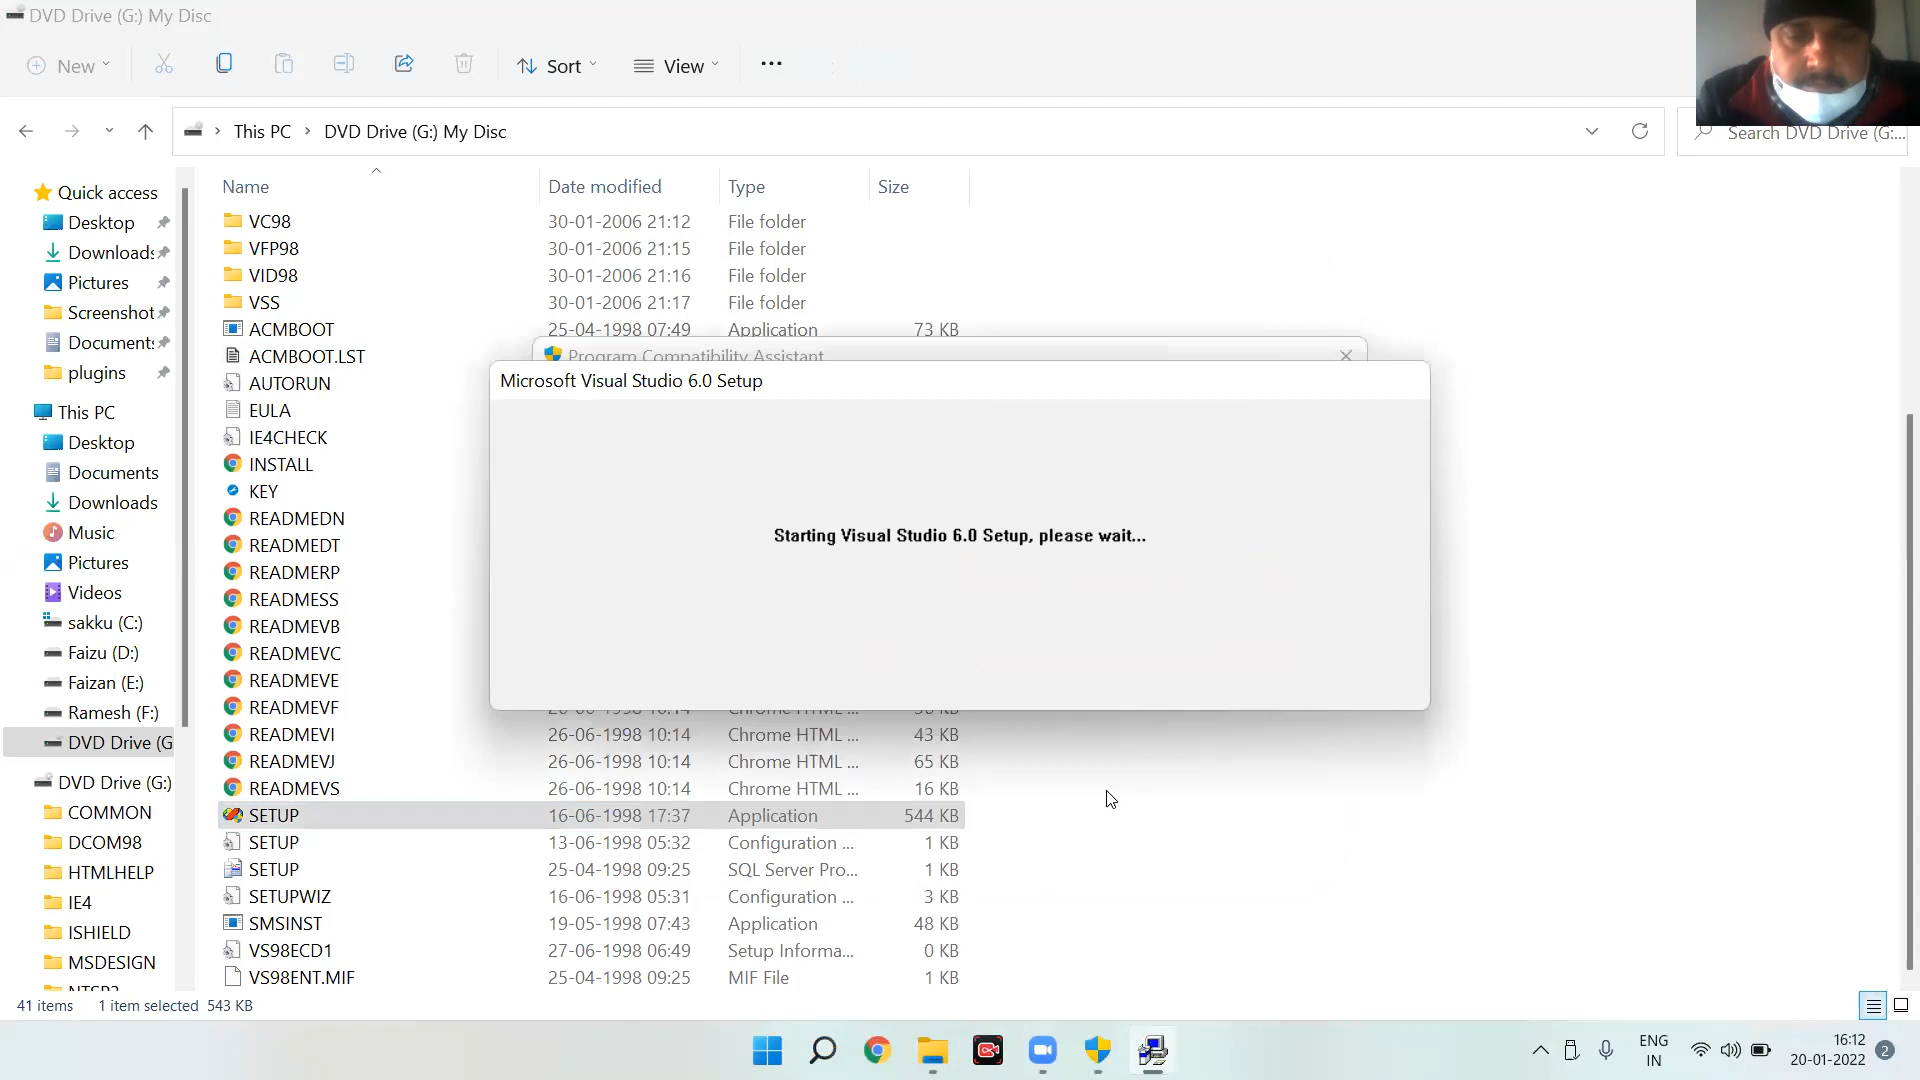 DVD Drive (G:) My Disc
New
Sort
View
This PC
DVD Drive (G:) My Disc
Search DVD Drive (G:...
Name
Date modified
Type
Size
Quick access
Desktop
Downloads
Pictures
Screenshot
Documents
plugins
This PC
Desktop
Documents
Downloads
Music
Pictures
Videos
sakku (C:)
Faizu (D:)
Faizan (E:)
Ramesh (F:)
DVD Drive (G
DVD Drive (G:)
COMMON
DCOM98
HTMLHELP
IE4
ISHIELD
MSDESIGN
VC98 30-01-2006 21:12 File folder
VFP98 30-01-2006 21:15 File folder
VID98 30-01-2006 21:16 File folder
VSS 30-01-2006 21:17 File folder
ACMBOOT 25-04-1998 07:49 Application 73 KB
ACMBOOT.LST
AUTORUN
EULA
IE4CHECK
INSTALL
KEY
READMEDN
READMEDT
READMERP
READMESS
READMEVB
READMEVC
READMEVE
READMEVF
READMEVI 26-06-1998 10:14 Chrome HTML ... 43 KB
READMEVJ 26-06-1998 10:14 Chrome HTML ... 65 KB
READMEVS 26-06-1998 10:14 Chrome HTML ... 16 KB
SETUP 16-06-1998 17:37 Application 544 KB
SETUP 13-06-1998 05:32 Configuration ... 1 KB
SETUP 25-04-1998 09:25 SQL Server Pro... 1 KB
SETUPWIZ 16-06-1998 05:31 Configuration ... 3 KB
SMSINST 19-05-1998 07:43 Application 48 KB
VS98ECD1 27-06-1998 06:49 Setup Informa... 0 KB
VS98ENT.MIF 25-04-1998 09:25 MIF File 1 KB
Program Compatibility Assistant
Microsoft Visual Studio 6.0 Setup
Starting Visual Studio 6.0 Setup, please wait...
41 items 1 item selected 543 KB
ENG
IN
16:12
20-01-2022
2